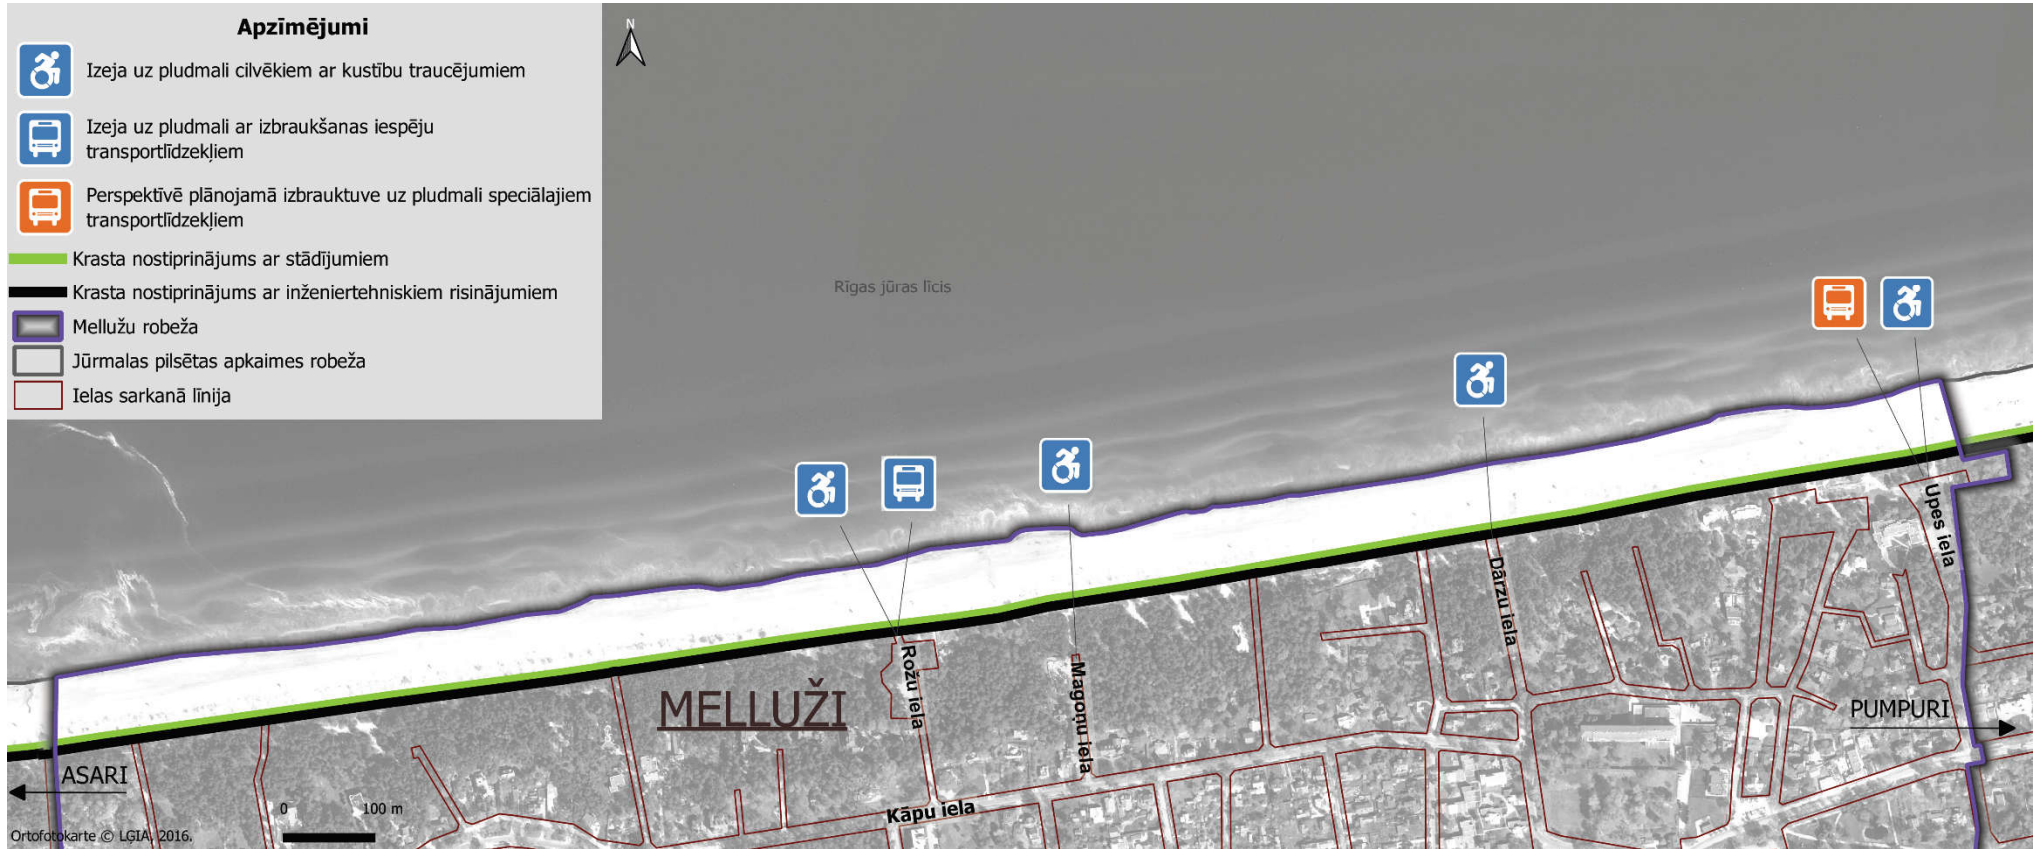 Apzīmējumi
Izeja uz pludmali cilvēkiem ar kustību traucējumiem
Izeja uz pludmali ar izbraukšanas iespēju
transportlīdzekļiem
Perspektīvē plānojamā izbrauktuve uz pludmali speciālajiem
transportlīdzekļiem
Krasta nostiprinājums ar stādījumiem
Krasta nostiprinājums ar inženiertehniskiem risinājumiem
Mellužu robeža
Jūrmalas pilsētas apkaimes robeža
Ielas sarkanā līnija
N
Rīgas jūras līcis
Upes iela
Dārzu iela
Rožu iela
Magoņu iela
MELLUŽI
PUMPURI
ASARI
0 100 m
Kāpu iela
Ortofotokarte © LĢIA, 2016.